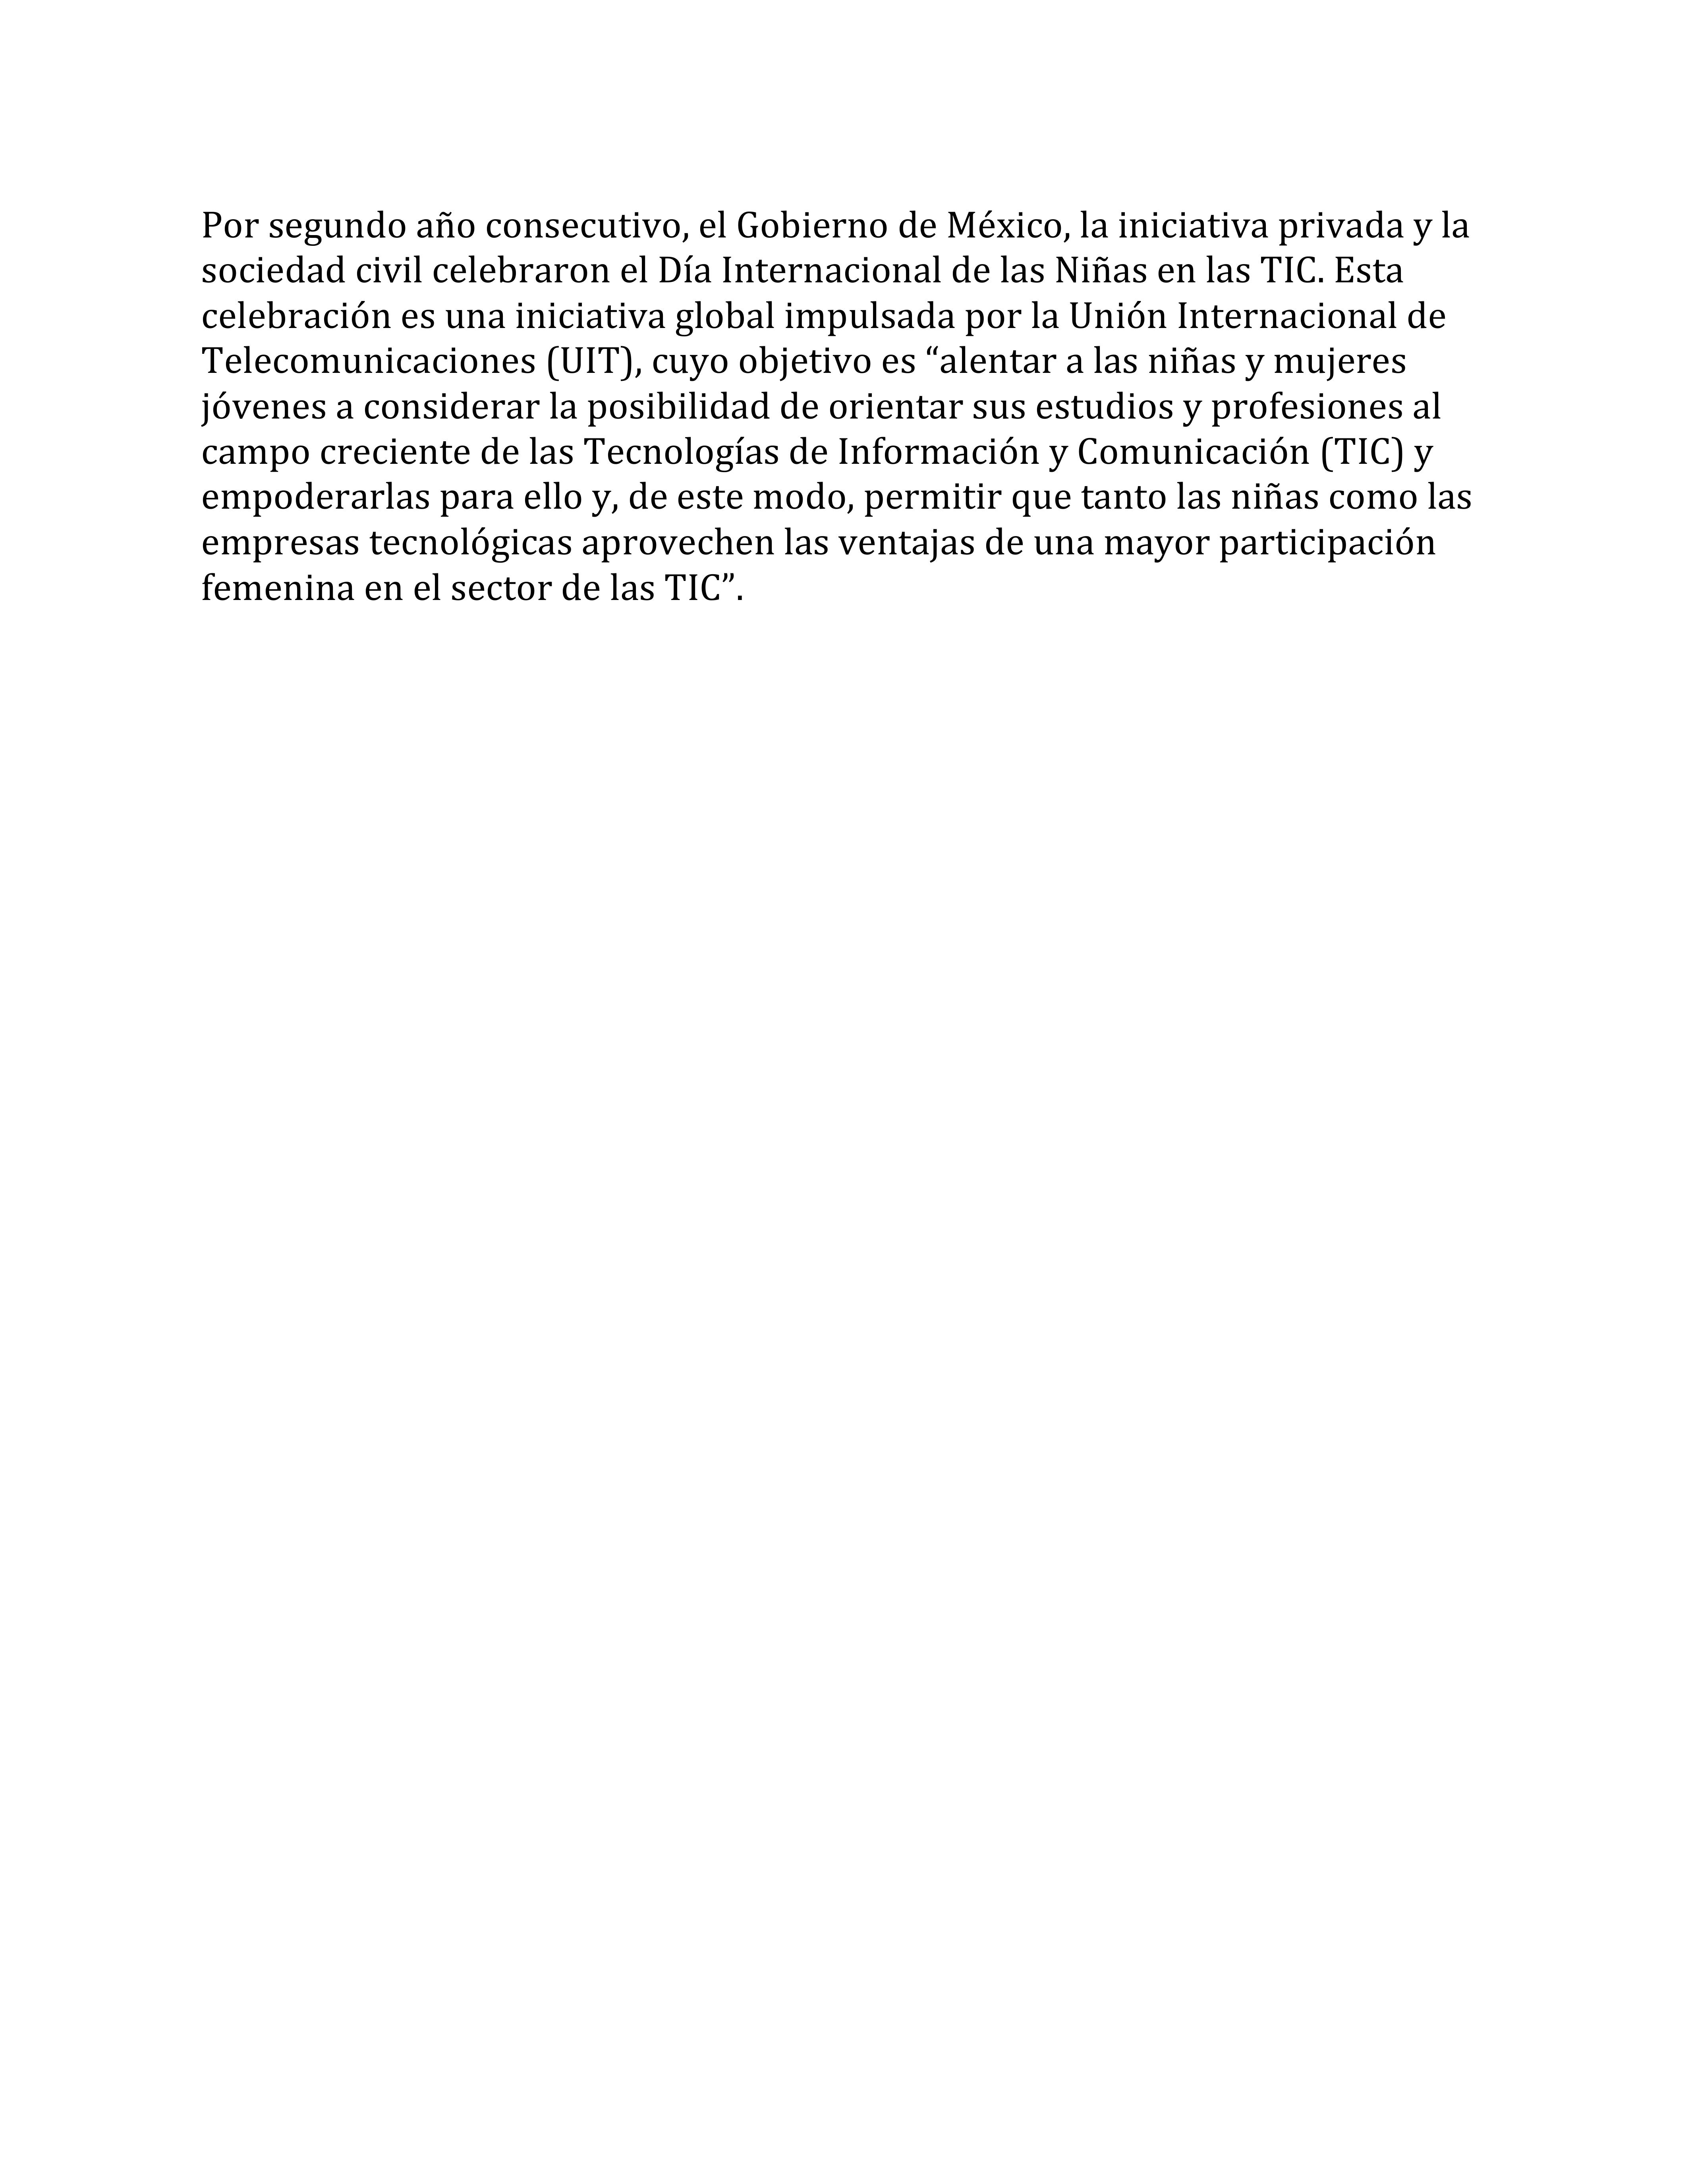 Por segundo año consecutivo, el Gobierno de México, la iniciativa privada y la
sociedad civil celebraron el Día Internacional de las Niñas en las TIC. Esta
celebración es una iniciativa global impulsada por la Unión Internacional de
Telecomunicaciones (UIT), cuyo objetivo es “alentar a las niñas y mujeres
jóvenes a considerar la posibilidad de orientar sus estudios y profesiones al
campo creciente de las Tecnologías de Información y Comunicación (TIC) y
empoderarlas para ello y, de este modo, permitir que tanto las niñas como las
empresas tecnológicas aprovechen las ventajas de una mayor participación
femenina en el sector de las TIC”.